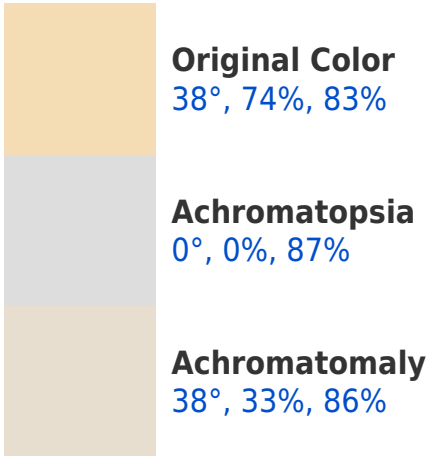 Original Color
38°, 74%, 83%
Achromatopsia
0°, 0%, 87%
Achromatomaly
38°, 33%, 86%